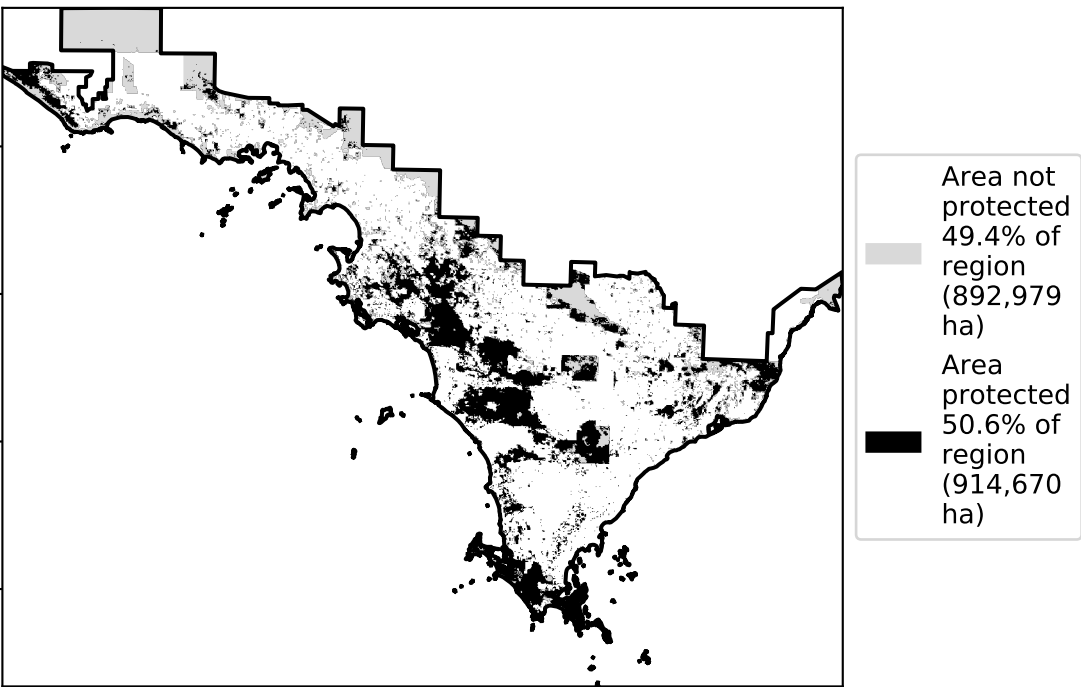 Area not
protected
49.4% of
region
(892,979
ha)
Area
protected
50.6% of
region
(914,670
ha)